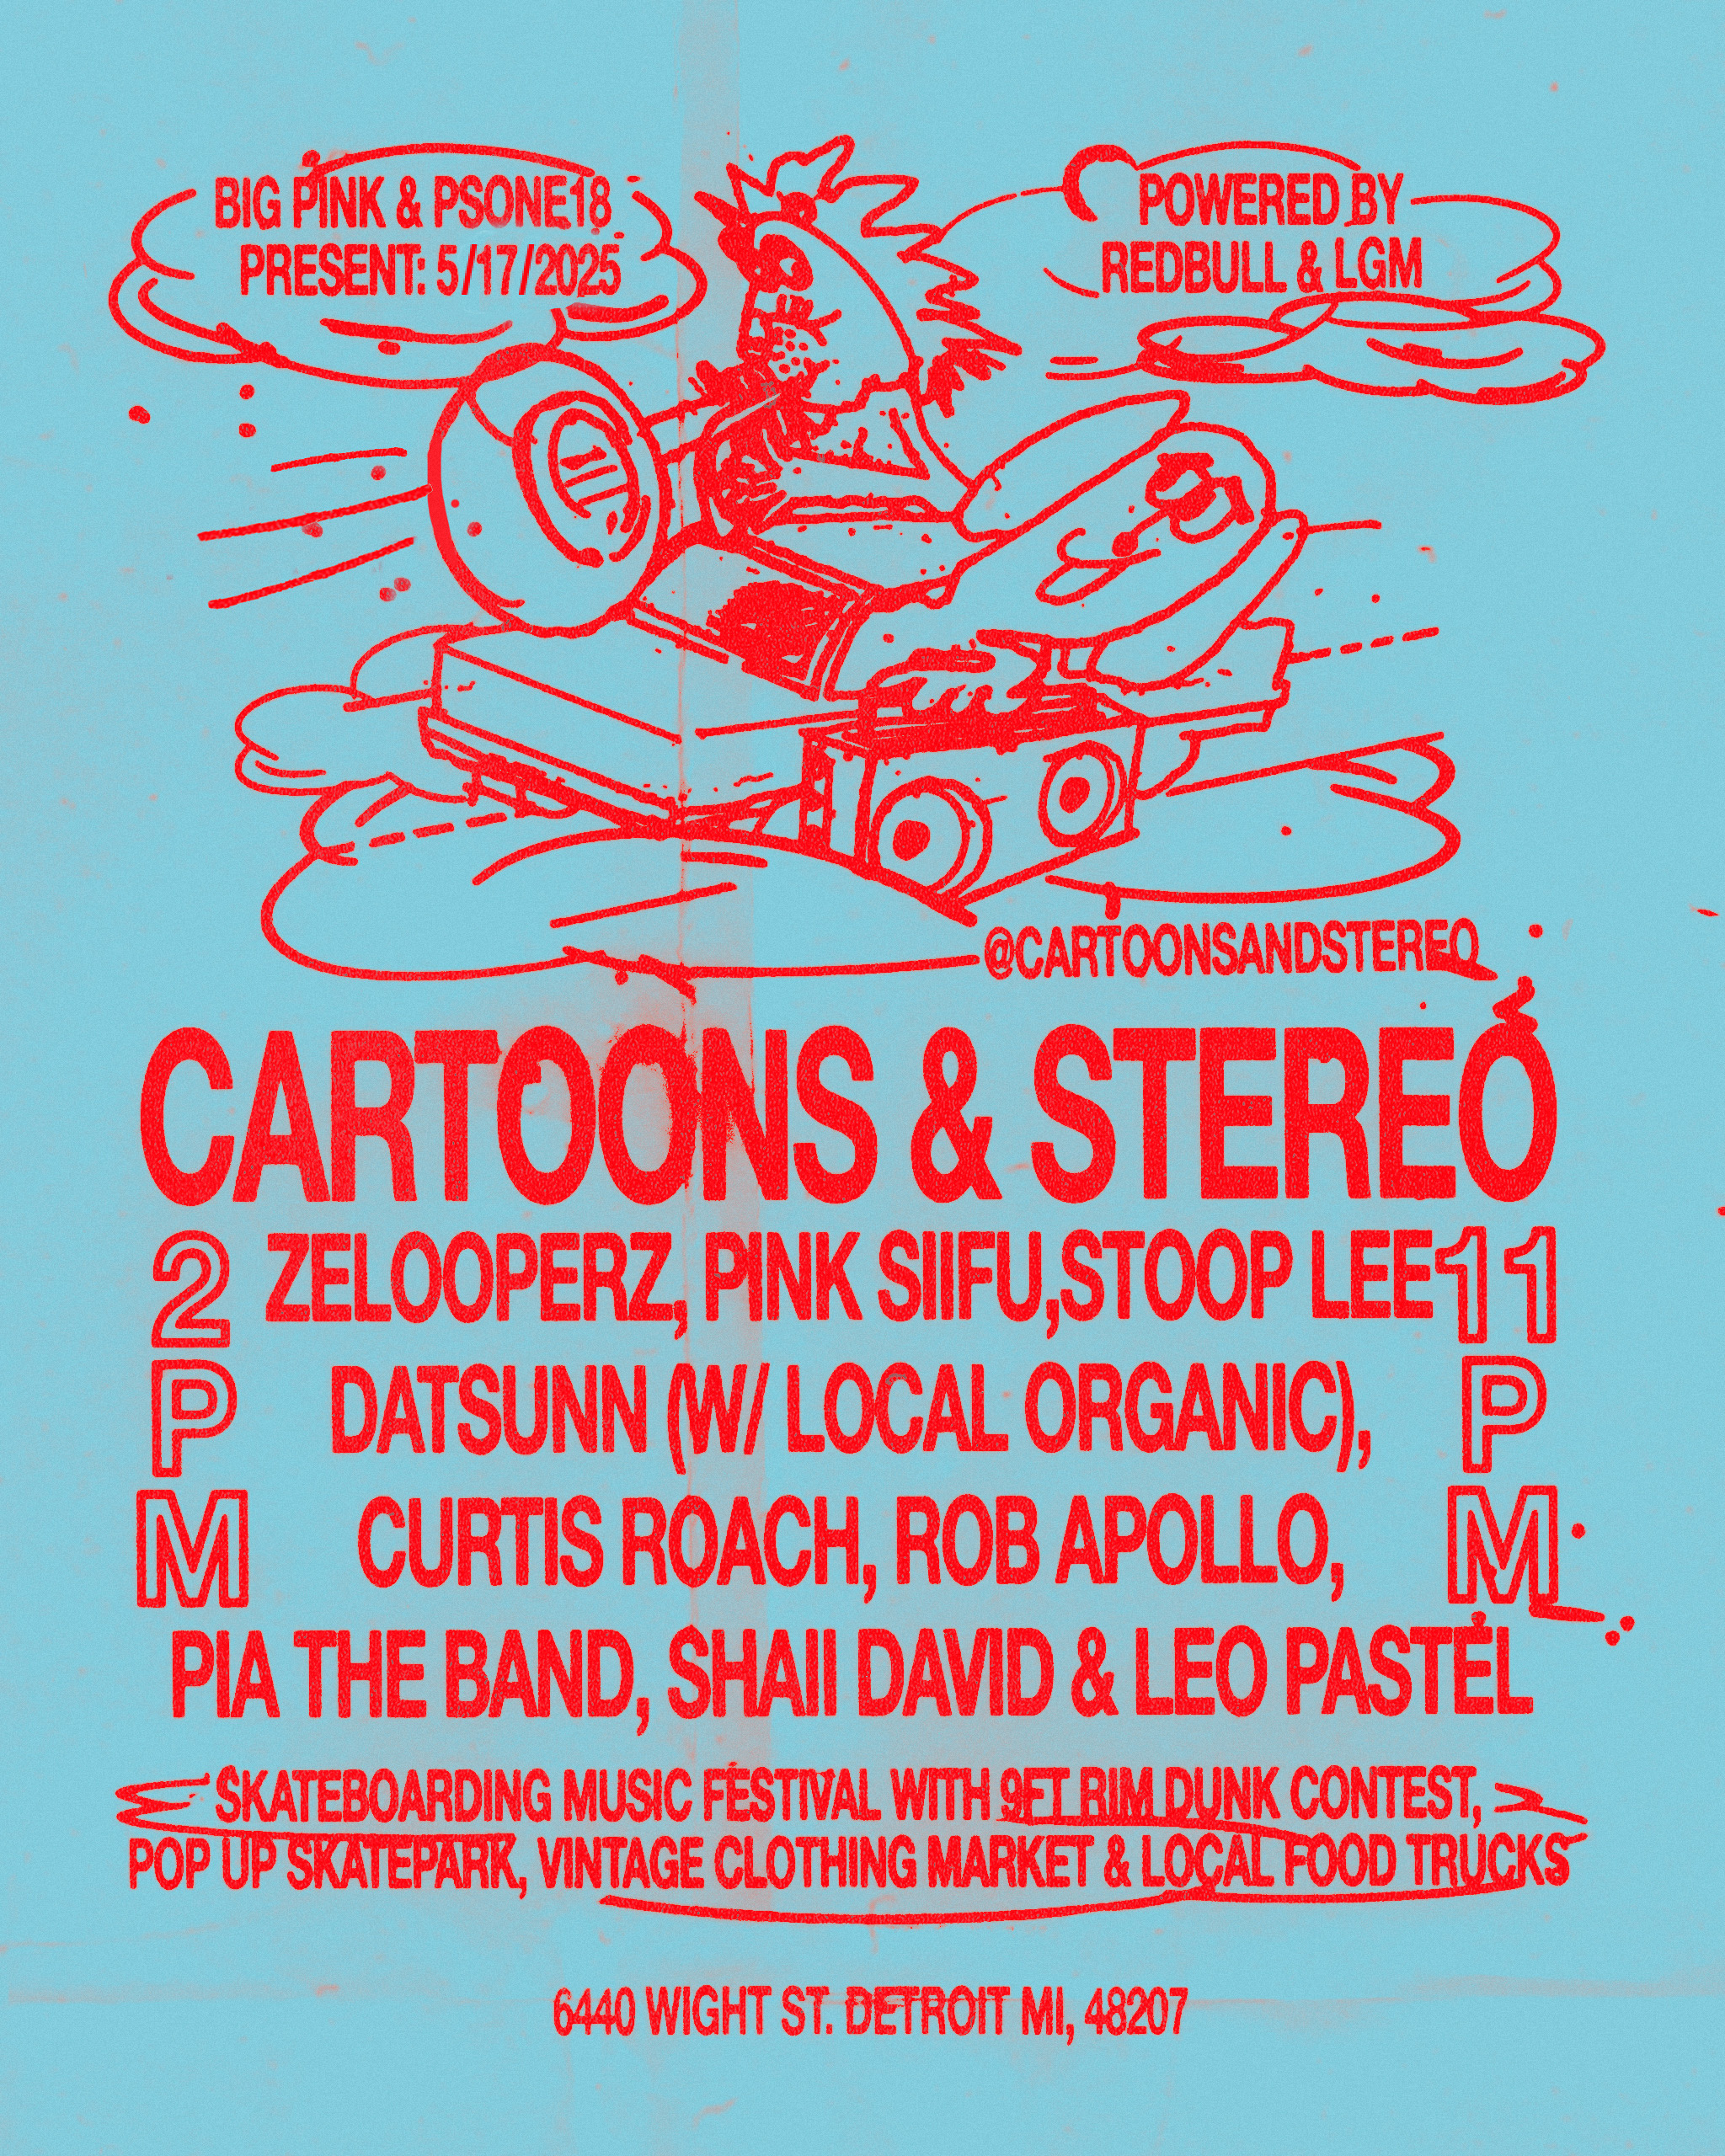 BIG PINK & PSONE18
PRESENT: 5/17/2025
POWERED BY
REDBULL & LGM
@CARTOONSANDSTEREO
CARTOONS & STEREO
2PM
ZELOOPERZ, PINK SIIFU,STOOP LEE
11PM
DATSUNN (W/ LOCAL ORGANIC),
CURTIS ROACH, ROB APOLLO,
PIA THE BAND, SHAII DAVID & LEO PASTEL
SKATEBOARDING MUSIC FESTIVAL WITH 9FT RIM DUNK CONTEST,
POP UP SKATEPARK, VINTAGE CLOTHING MARKET & LOCAL FOOD TRUCKS
6440 WIGHT ST. DETROIT MI, 48207